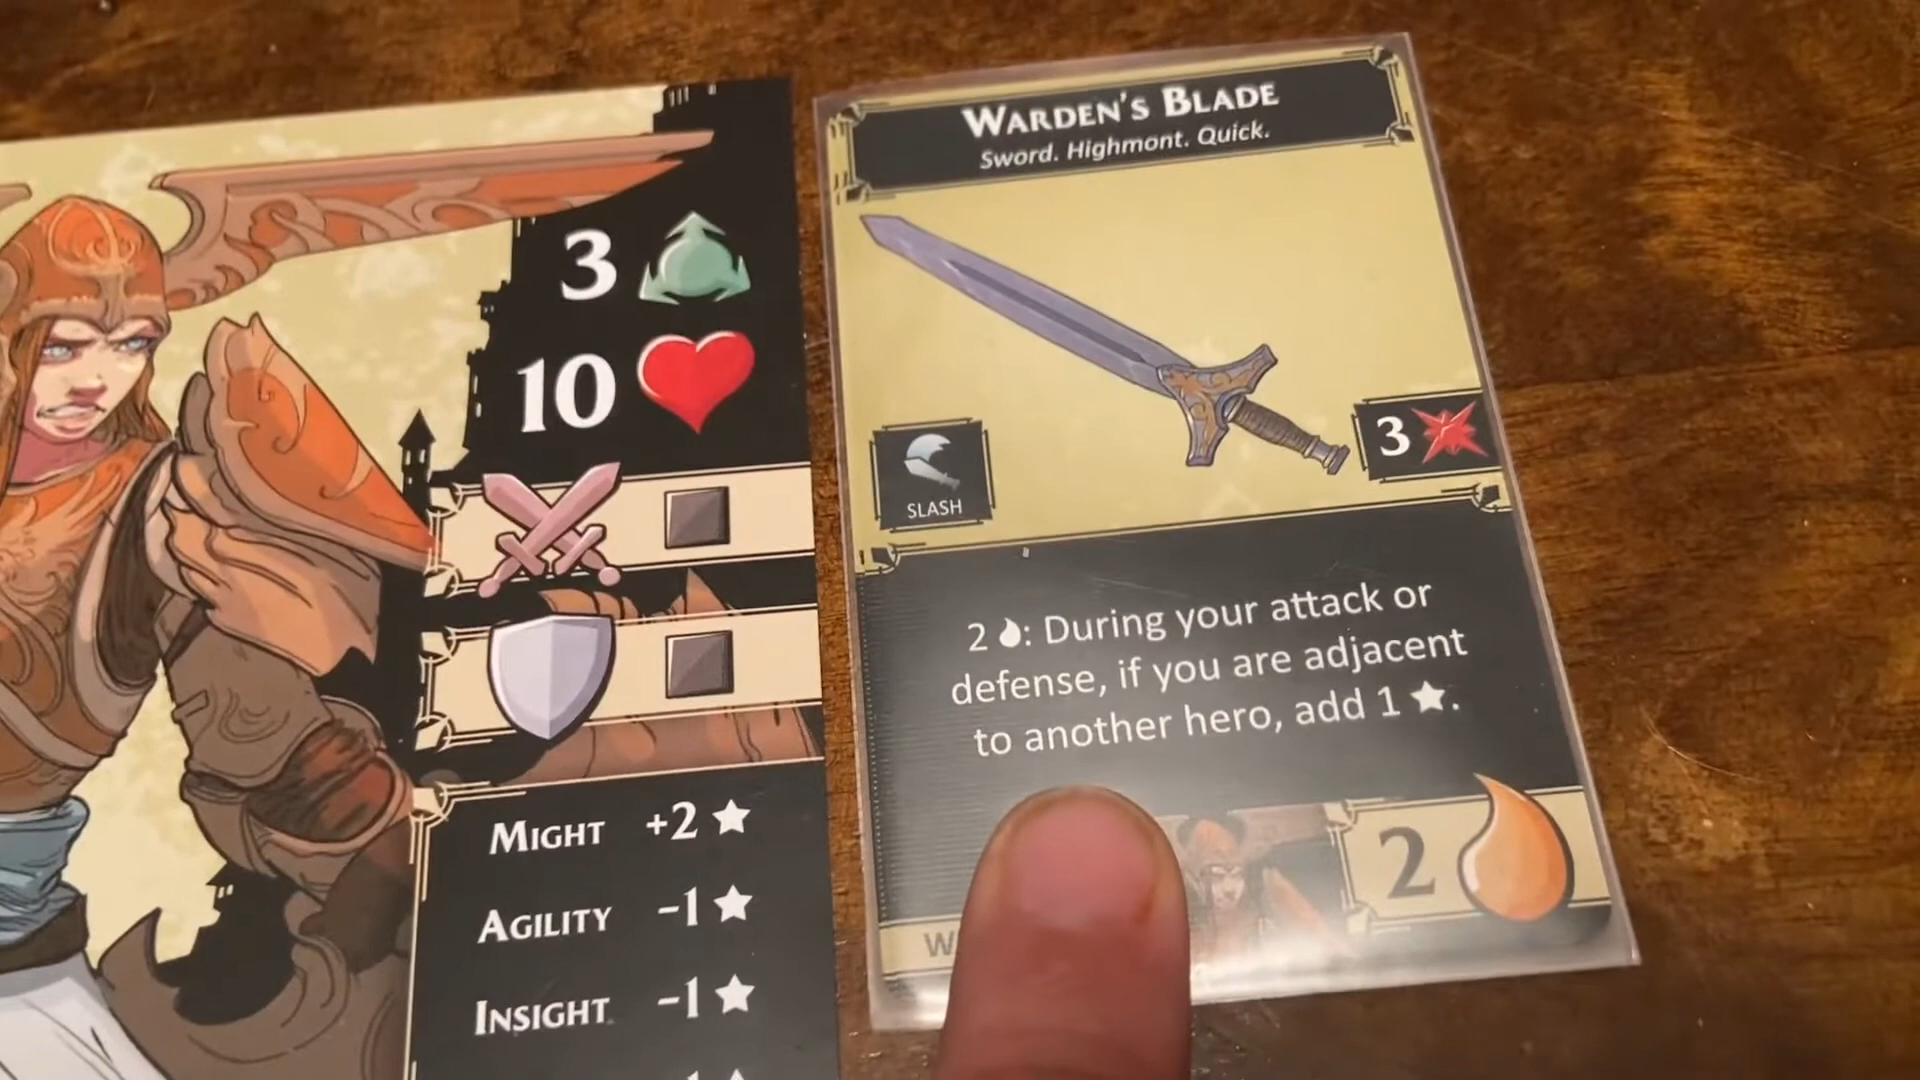 3
10
MIGHT +2
AGILITY -1
INSIGHT -1
WARDEN'S BLADE
Sword. Highmont. Quick.
3
SLASH
2 : During your attack or
defense, if you are adjacent
to another hero, add 1 ★.
2